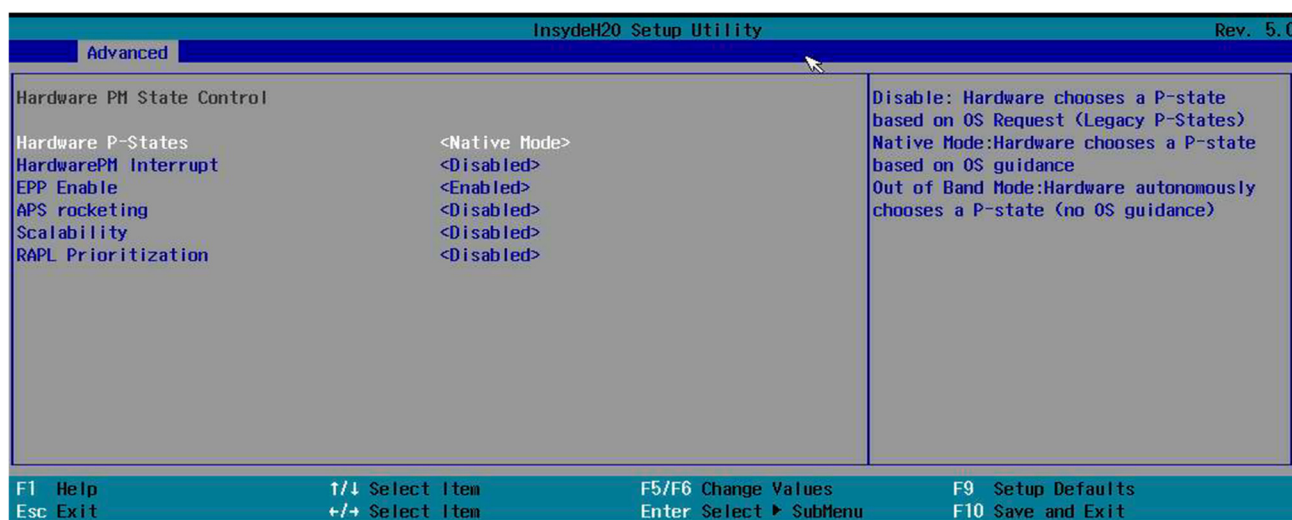 InsydeH20 Setup Utility Rev. 5.0
Advanced
Hardware PM State Control
Hardware P-States <Native Mode>
HardwarePM Interrupt <Disabled>
EPP Enable <Enabled>
APS rocketing <Disabled>
Scalability <Disabled>
RAPL Prioritization <Disabled>
Disable: Hardware chooses a P-state
based on OS Request (Legacy P-States)
Native Mode:Hardware chooses a P-state
based on OS guidance
Out of Band Mode:Hardware autonomously
chooses a P-state (no OS guidance)
F1 Help ↑/↓ Select Item F5/F6 Change Values F9 Setup Defaults
Esc Exit ←/→ Select Item Enter Select ▶ SubMenu F10 Save and Exit